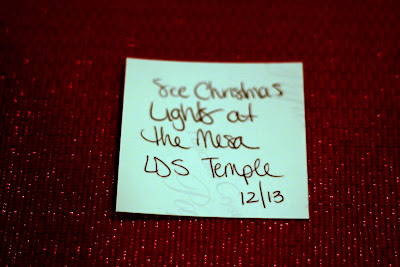 See Christmas
Lights at
the Mesa
LDS Temple
12/13